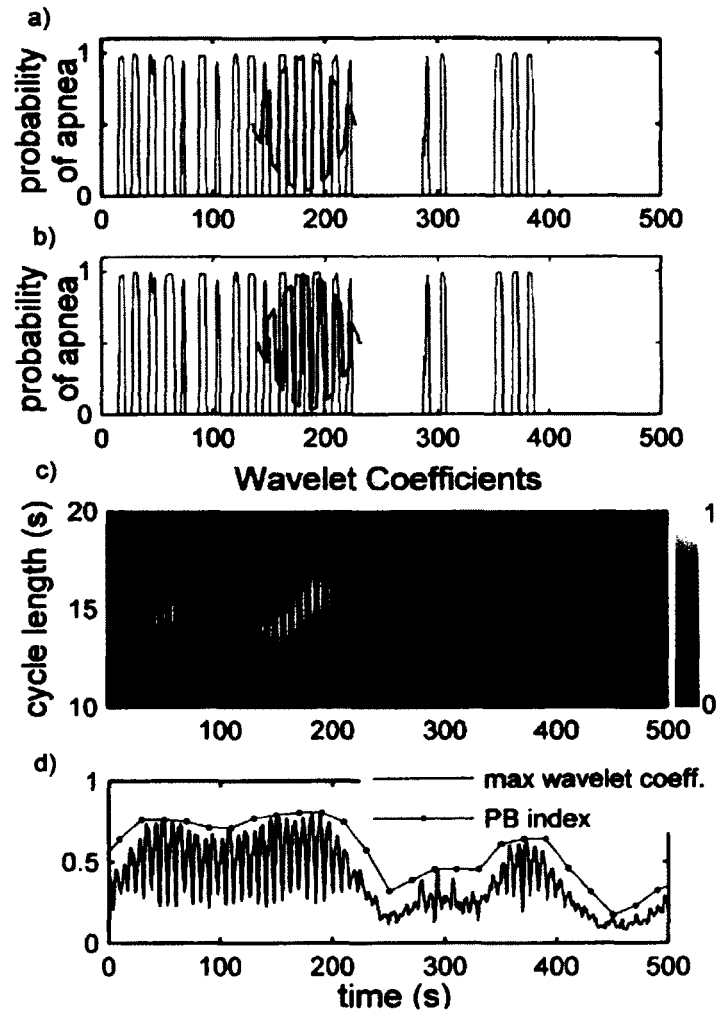 a)
probability
of apnea
1
0
0 100 200 300 400 500
b)
probability
of apnea
1
0
0 100 200 300 400 500
c)
Wavelet Coefficients
cycle length (s)
20
15
10
1
0
100 200 300 400 500
d)
1
0.5
0
max wavelet coeff.
PB index
0 100 200 300 400 500
time (s)